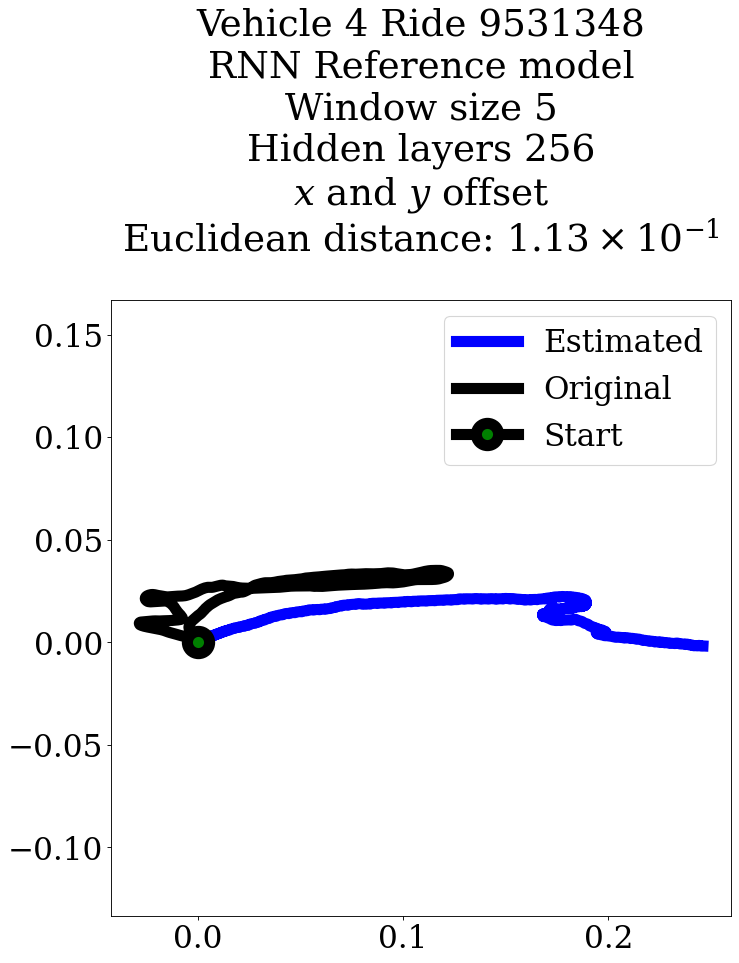 Vehicle 4 Ride 9531348
RNN Reference model
Window size 5
Hidden layers 256
x and y offset
Euclidean distance: 1.13 × 10⁻¹
Estimated
Original
Start
0.15
0.10
0.05
0.00
−0.05
−0.10
0.0 0.1 0.2